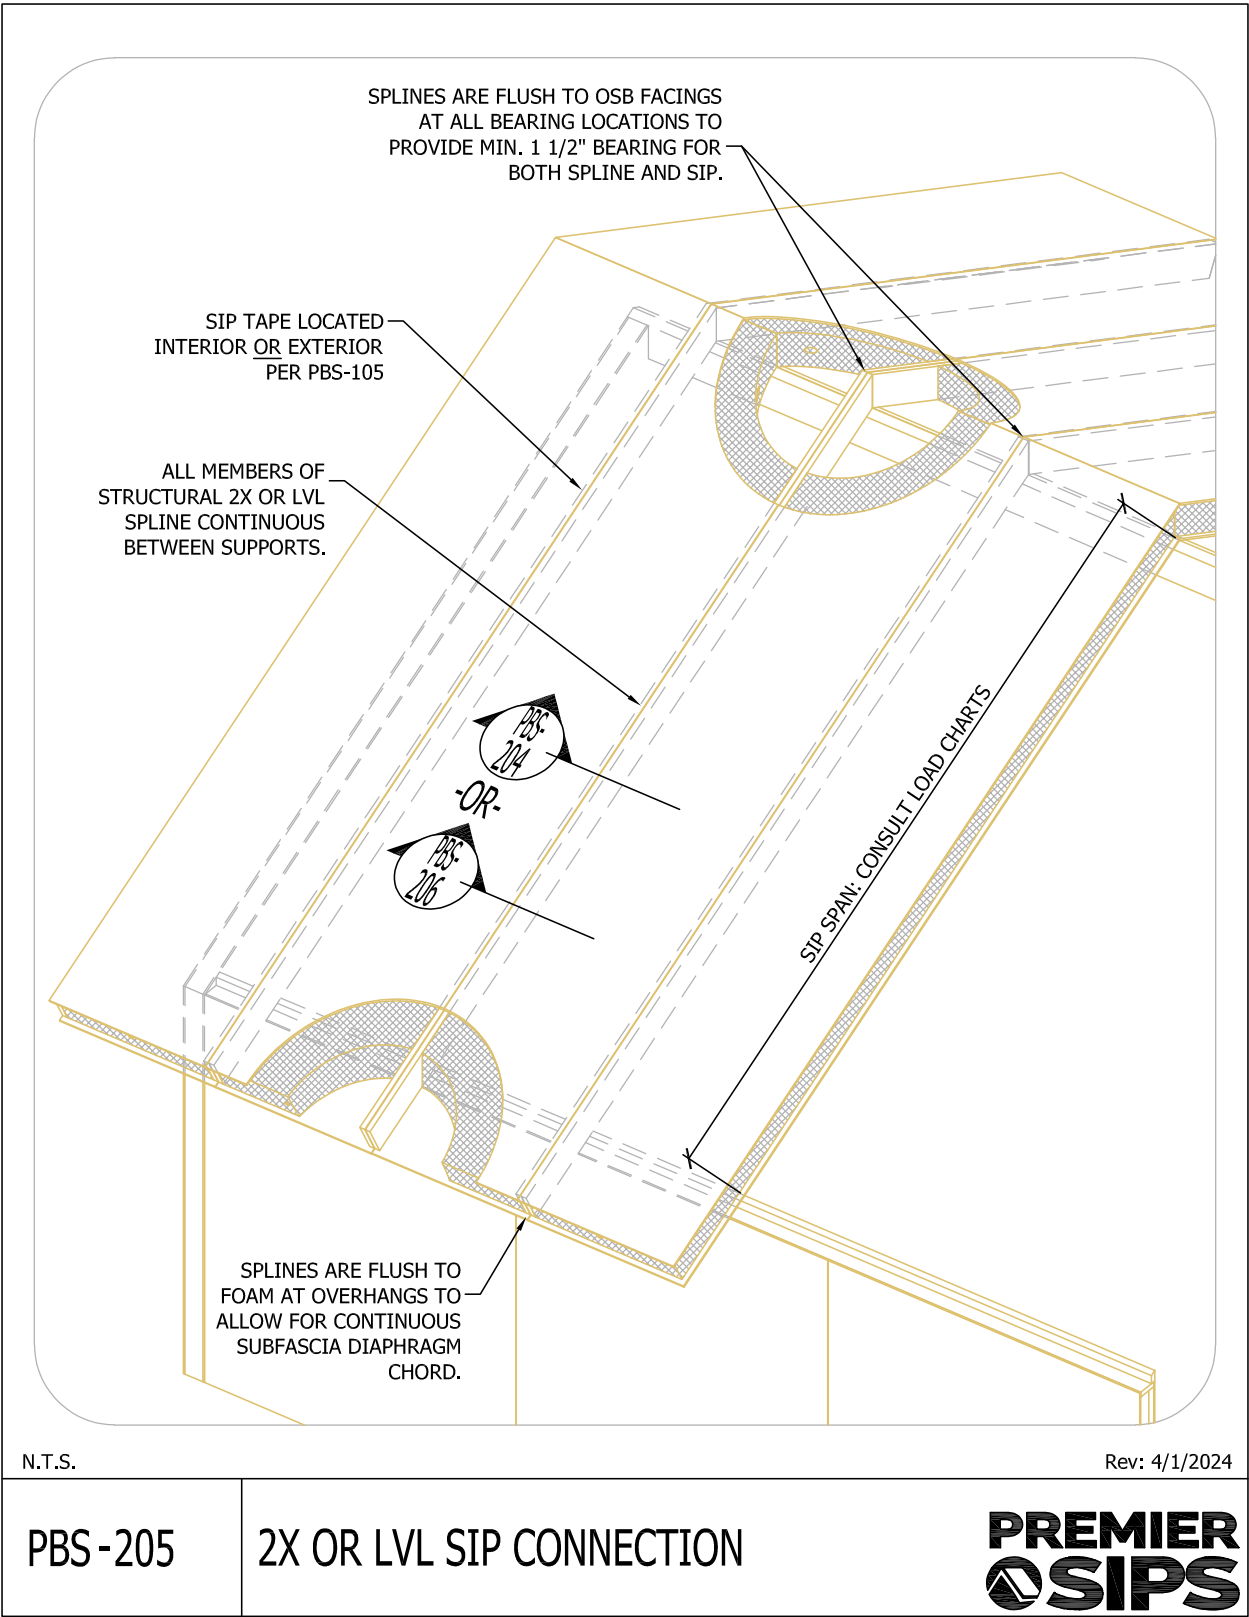 SPLINES ARE FLUSH TO OSB FACINGS
AT ALL BEARING LOCATIONS TO
PROVIDE MIN. 1 1/2" BEARING FOR
BOTH SPLINE AND SIP.
SIP TAPE LOCATED
INTERIOR OR EXTERIOR
PER PBS-105
ALL MEMBERS OF
STRUCTURAL 2X OR LVL
SPLINE CONTINUOUS
BETWEEN SUPPORTS.
PBS-
204
-OR-
PBS-
206
SIP SPAN: CONSULT LOAD CHARTS
SPLINES ARE FLUSH TO
FOAM AT OVERHANGS TO
ALLOW FOR CONTINUOUS
SUBFASCIA DIAPHRAGM
CHORD.
N.T.S.
Rev: 4/1/2024
PBS-205
2X OR LVL SIP CONNECTION
PREMIER
SIPS